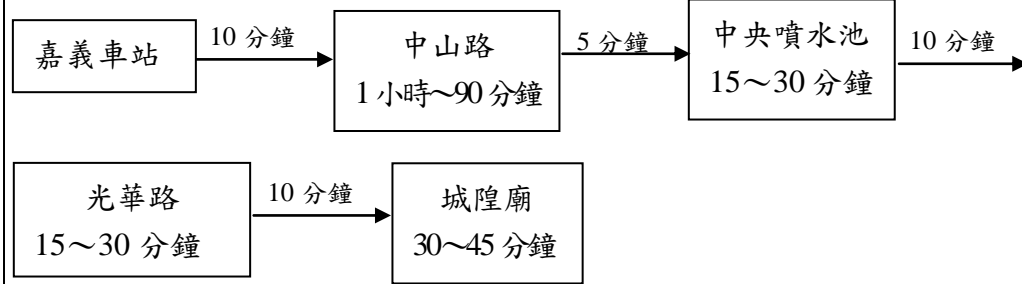 嘉義車站
10 分鐘
中山路
1 小時~90 分鐘
5 分鐘
中央噴水池
15～30 分鐘
10 分鐘
光華路
15～30 分鐘
10 分鐘
城隍廟
30～45 分鐘